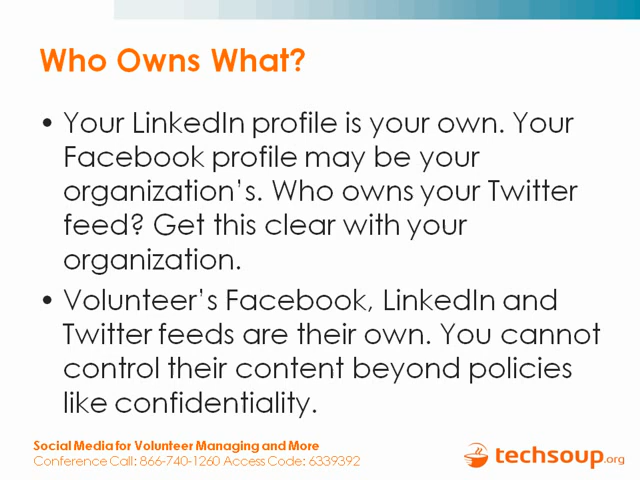 Who Owns What?
• Your LinkedIn profile is your own. Your
Facebook profile may be your
organization's. Who owns your Twitter
feed? Get this clear with your
organization.
• Volunteer's Facebook, LinkedIn and
Twitter feeds are their own. You cannot
control their content beyond policies
like confidentiality.
Social Media for Volunteer Managing and More
Conference Call: 866-740-1260 Access Code: 6339392
techsoup.org